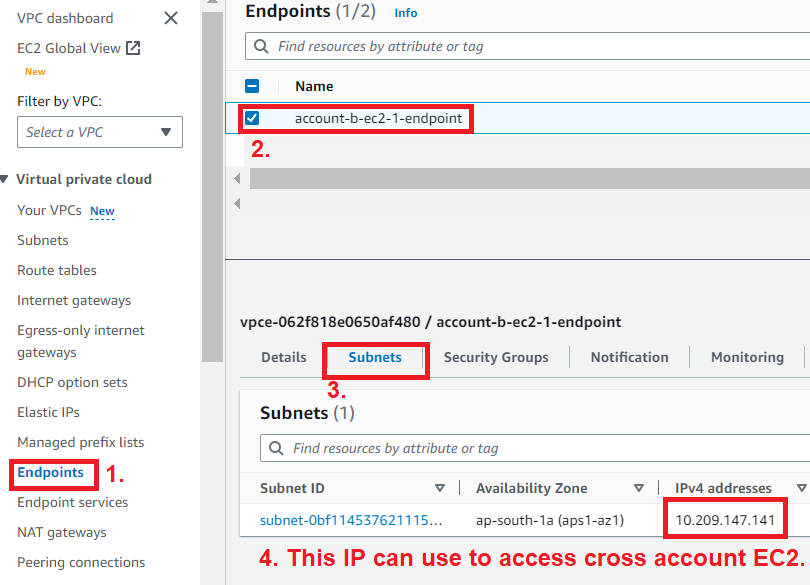 VPC dashboard
EC2 Global View
New
Filter by VPC:
Select a VPC
Virtual private cloud
Your VPCs New
Subnets
Route tables
Internet gateways
Egress-only internet
gateways
DHCP option sets
Elastic IPs
Managed prefix lists
Endpoints 1.
Endpoint services
NAT gateways
Peering connections
Endpoints (1/2) Info
Find resources by attribute or tag
Name
account-b-ec2-1-endpoint
2.
vpce-062f818e0650af480 / account-b-ec2-1-endpoint
Details Subnets Security Groups Notification Monitoring
3.
Subnets (1)
Find resources by attribute or tag
Subnet ID Availability Zone IPv4 addresses
subnet-0bf114537621115... ap-south-1a (aps1-az1) 10.209.147.141
4. This IP can use to access cross account EC2.